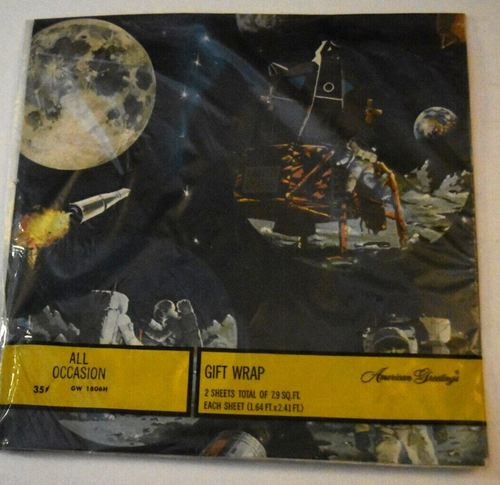 ALL
OCCASION
35¢ GW 1806H
GIFT WRAP
2 SHEETS TOTAL OF 7.9 SQ. FT.
EACH SHEET (1.64 FT. x 2.41 FT.)
American Greetings